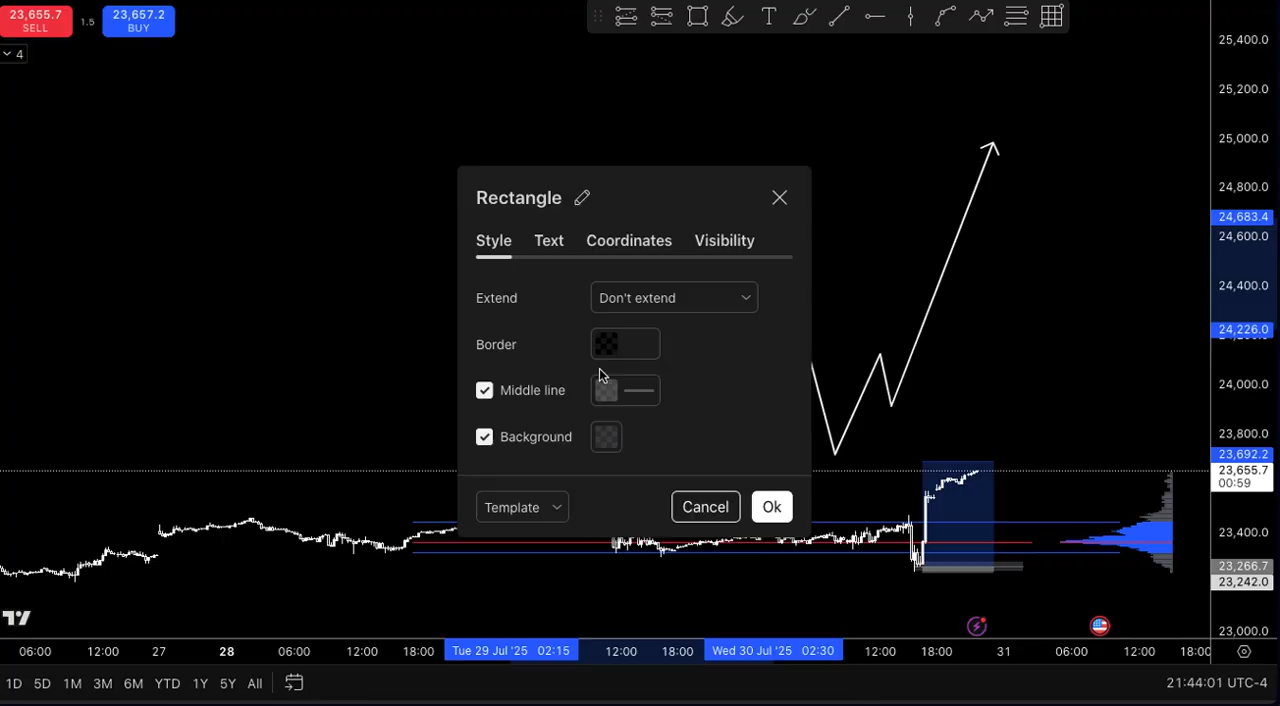 23,655.7
SELL
1.5
23,657.2
BUY
4
25,400.0
25,200.0
25,000.0
24,800.0
24,683.4
24,600.0
24,400.0
24,226.0
24,000.0
23,800.0
23,692.2
23,655.7
00:59
23,400.0
23,266.7
23,242.0
23,000.0
Rectangle
Style Text Coordinates Visibility
Extend Don't extend
Border
Middle line
Background
Template Cancel Ok
06:00 12:00 27 28 06:00 12:00 18:00 Tue 29 Jul '25 02:15 12:00 18:00 Wed 30 Jul '25 02:30 12:00 18:00 31 06:00 12:00 18:00
1D 5D 1M 3M 6M YTD 1Y 5Y All
21:44:01 UTC-4